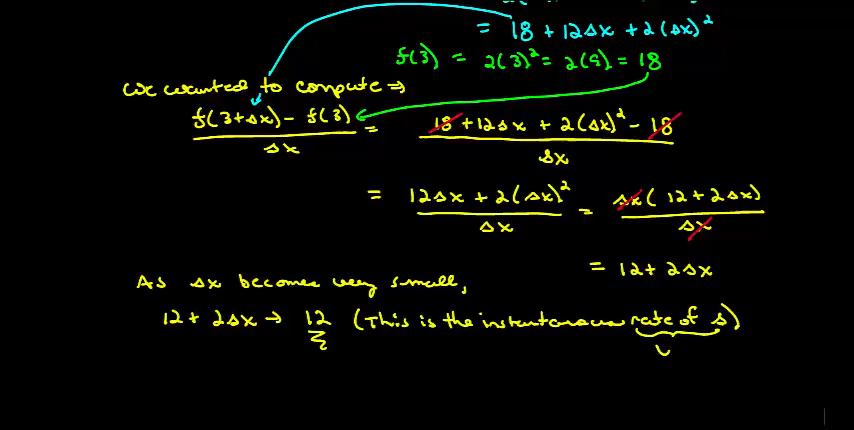 = 18 + 12Δx + 2(Δx)²
f(3) = 2(3)² = 2(9) = 18
We wanted to compute →
f(3+Δx) - f(3) / Δx = 18 + 12Δx + 2(Δx)² - 18 / Δx
= 12Δx + 2(Δx)² / Δx = Δx(12 + 2Δx) / Δx
= 12 + 2Δx
As Δx becomes very small,
12 + 2Δx → 12 (This is the instantaneous rate of s)